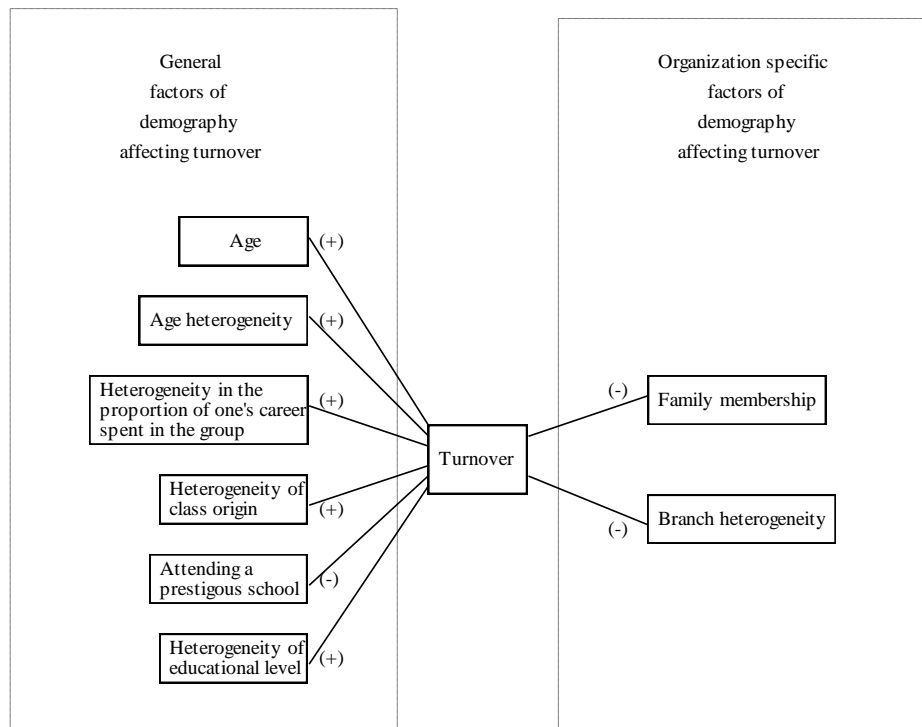 General
factors of
demography
affecting turnover
Age
(+)
Age heterogeneity
(+)
Heterogeneity in the
proportion of one's career
spent in the group
(+)
Heterogeneity of
class origin
(+)
Attending a
prestigous school
(-)
Heterogeneity of
educational level
(+)
Turnover
Organization specific
factors of
demography
affecting turnover
(-)
Family membership
(-)
Branch heterogeneity